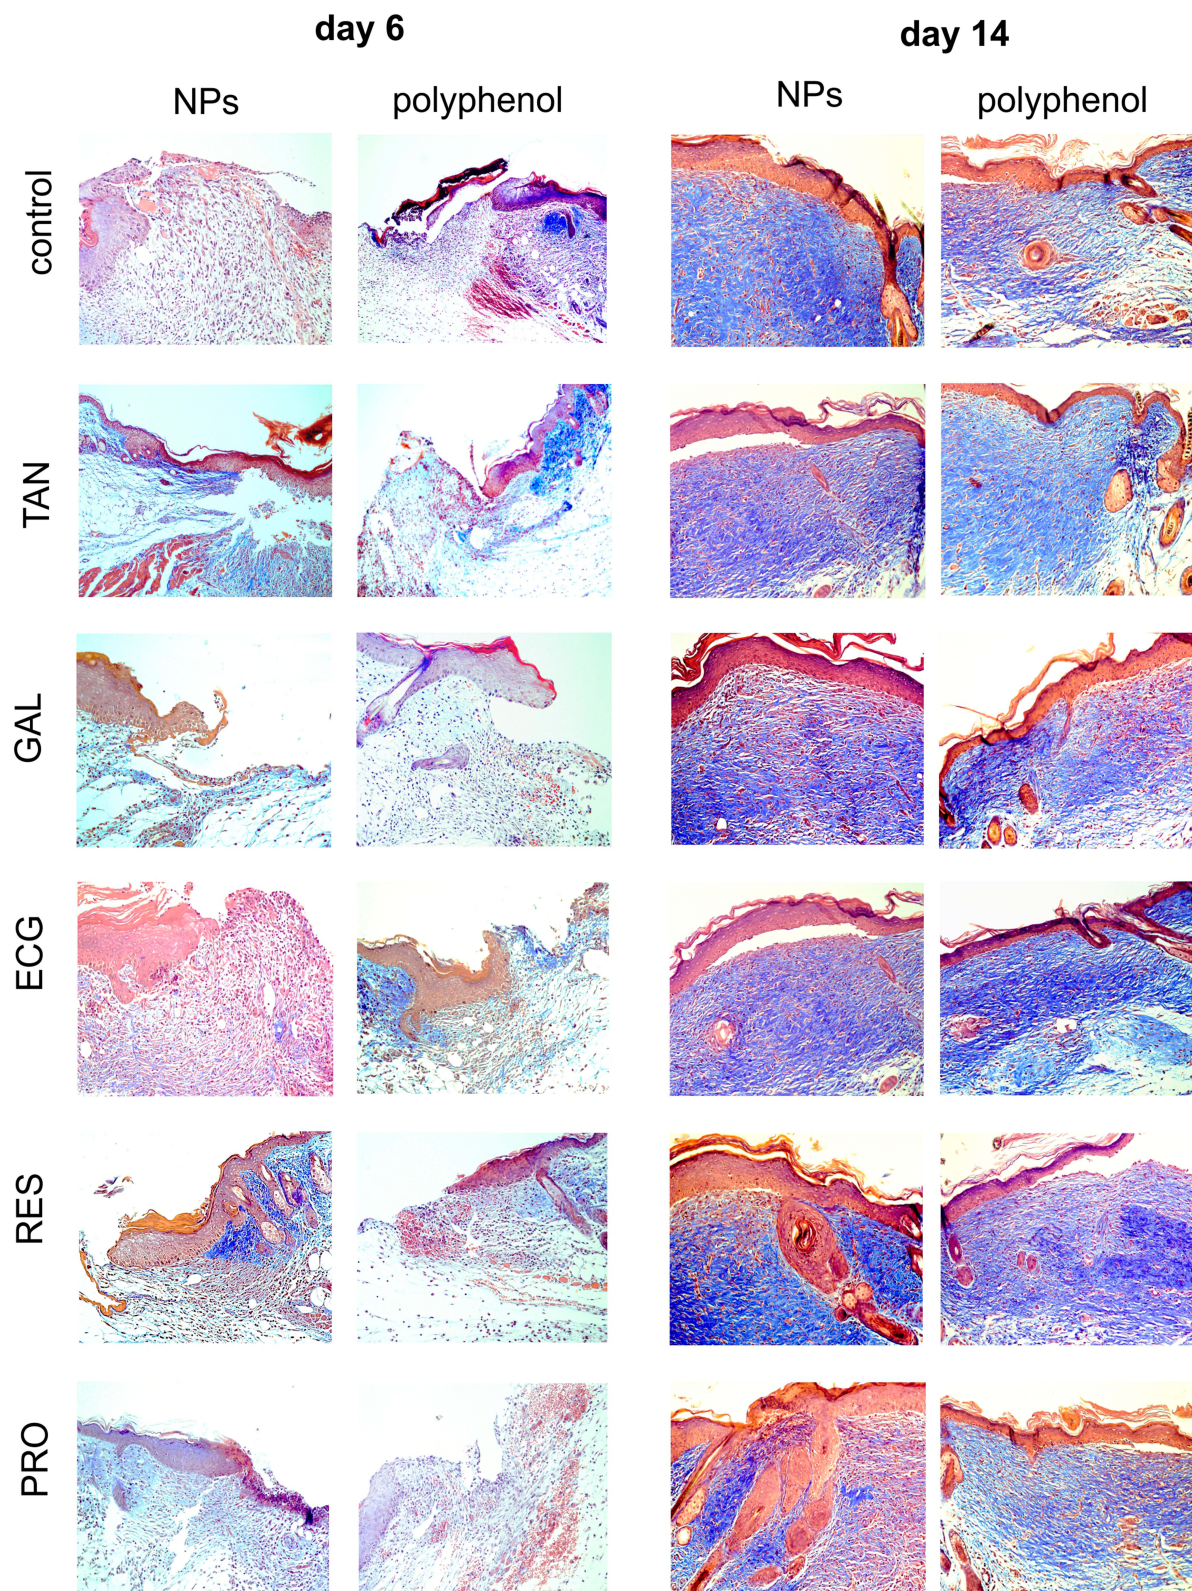 day 6
day 14
NPs
polyphenol
NPs
polyphenol
control
TAN
GAL
ECG
RES
PRO